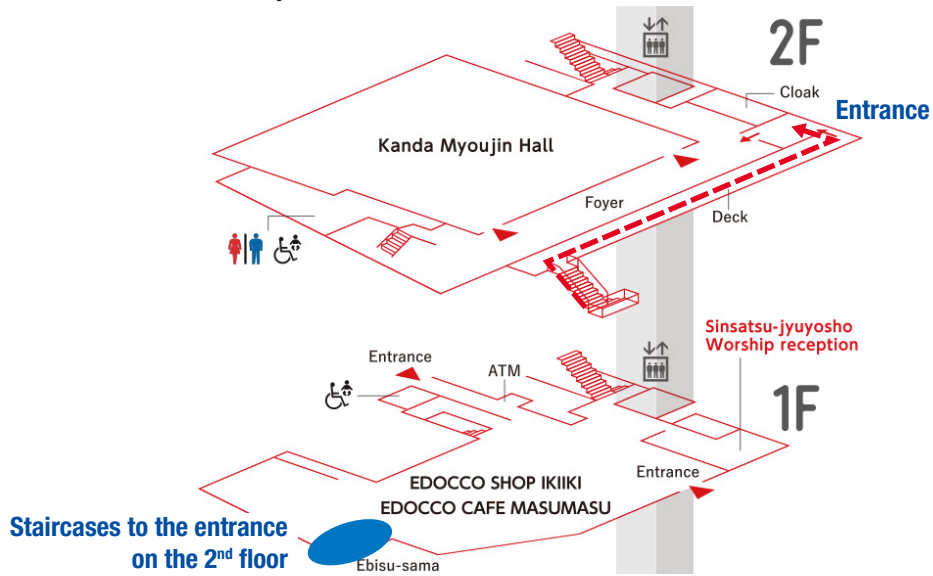 2F
Cloak
Entrance
Kanda Myoujin Hall
Foyer
Deck
Sinsatsu-jyuyosho
Worship reception
Entrance
ATM
1F
Entrance
EDOCCO SHOP IKIIKI
EDOCCO CAFE MASUMASU
Staircases to the entrance
on the 2nd floor
Ebisu-sama